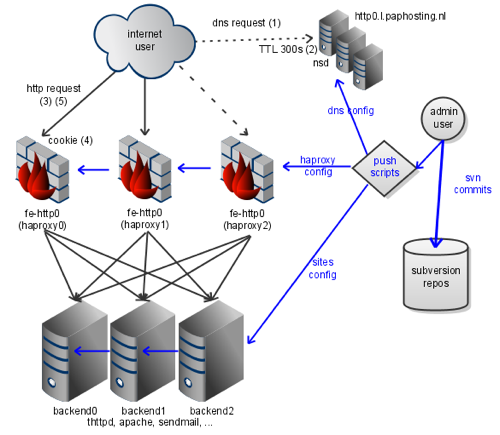 internet
user
dns request (1)
http0.l.paphosting.nl
TTL 300s (2)
nsd
http request
(3) (5)
dns config
admin
user
cookie (4)
haproxy
config
push
scripts
svn
commits
fe-http0
(haproxy0)
fe-http0
(haproxy1)
fe-http0
(haproxy2)
sites
config
subversion
repos
backend0
backend1
backend2
thttpd, apache, sendmail, ...